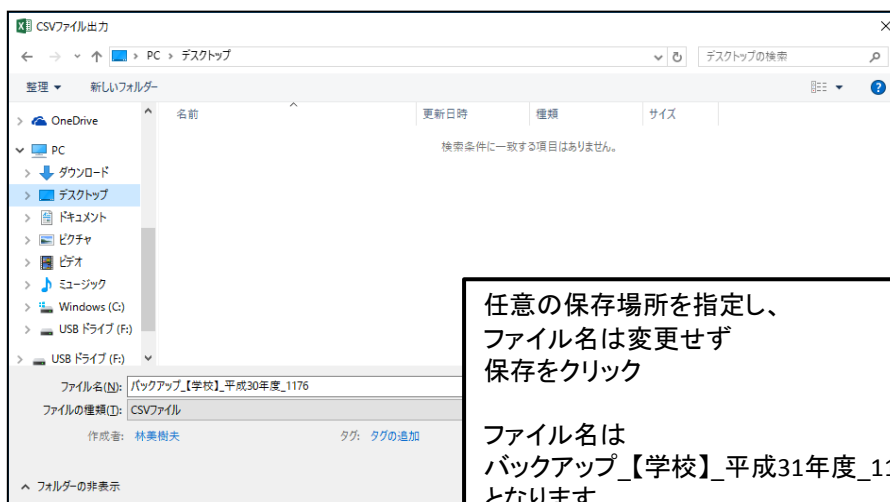 CSVファイル出力
PC › デスクトップ
デスクトップの検索
整理 新しいフォルダー
名前 更新日時 種類 サイズ
検索条件に一致する項目はありません。
OneDrive
PC
ダウンロード
デスクトップ
ドキュメント
ピクチャ
ビデオ
ミュージック
Windows (C:)
USB ドライブ (F:)
USB ドライブ (F:)
ファイル名(N): バックアップ_【学校】_平成30年度_1176
ファイルの種類(T): CSVファイル
作成者: 林美樹夫 タグ: タグの追加
フォルダーの非表示
任意の保存場所を指定し、
ファイル名は変更せず
保存をクリック
ファイル名は
バックアップ_【学校】_平成31年度_11
となります